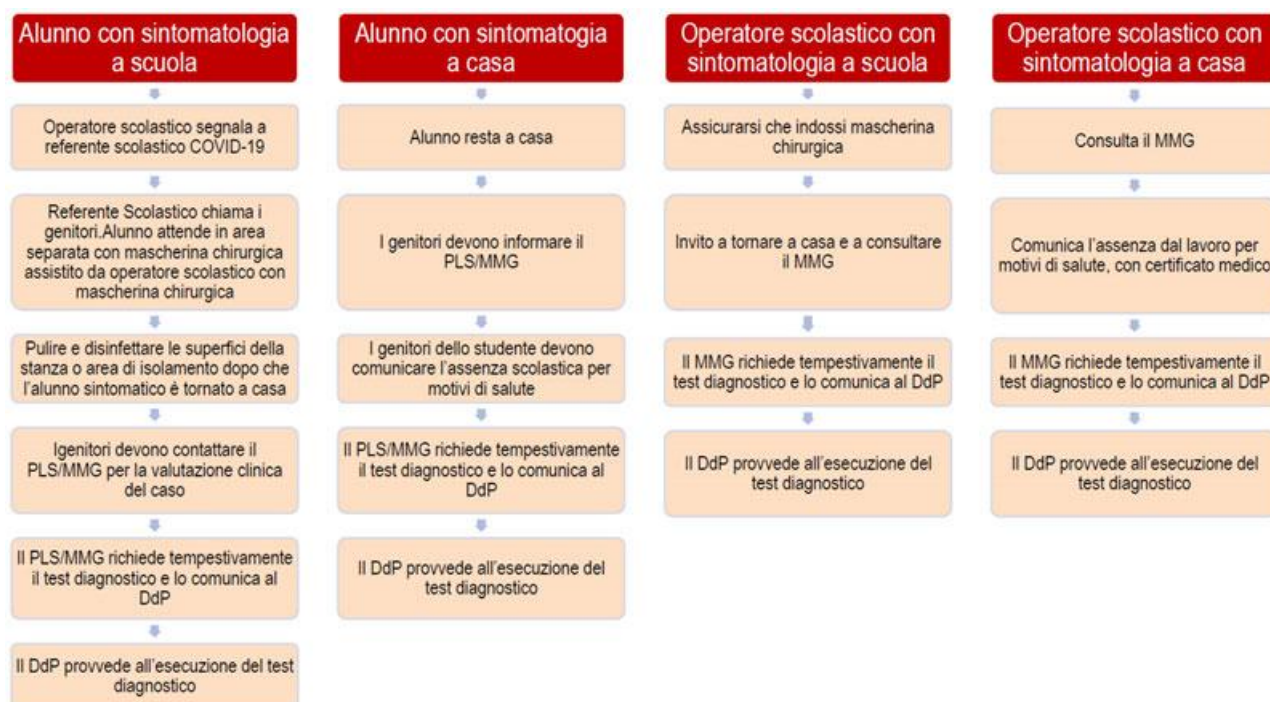 Alunno con sintomatologia
a scuola
Operatore scolastico segnala a
referente scolastico COVID-19
Referente Scolastico chiama i
genitori.Alunno attende in area
separata con mascherina chirurgica
assistito da operatore scolastico con
mascherina chirurgica
Pulire e disinfettare le superfici della
stanza o area di isolamento dopo che
l'alunno sintomatico è tornato a casa
Igenitori devono contattare il
PLS/MMG per la valutazione clinica
del caso
Il PLS/MMG richiede tempestivamente
il test diagnostico e lo comunica al
DdP
Il DdP provvede all'esecuzione del test
diagnostico
Alunno con sintomatogia
a casa
Alunno resta a casa
I genitori devono informare il
PLS/MMG
I genitori dello studente devono
comunicare l'assenza scolastica per
motivi di salute
Il PLS/MMG richiede tempestivamente
il test diagnostico e lo comunica al
DdP
Il DdP provvede all'esecuzione del
test diagnostico
Operatore scolastico con
sintomatologia a scuola
Assicurarsi che indossi mascherina
chirurgica
Invito a tornare a casa e a consultare
il MMG
Il MMG richiede tempestivamente il
test diagnostico e lo comunica al DdP
Il DdP provvede all'esecuzione del
test diagnostico
Operatore scolastico con
sintomatologia a casa
Consulta il MMG
Comunica l'assenza dal lavoro per
motivi di salute, con certificato medico
Il MMG richiede tempestivamente il
test diagnostico e lo comunica al DdP
Il DdP provvede all'esecuzione del
test diagnostico